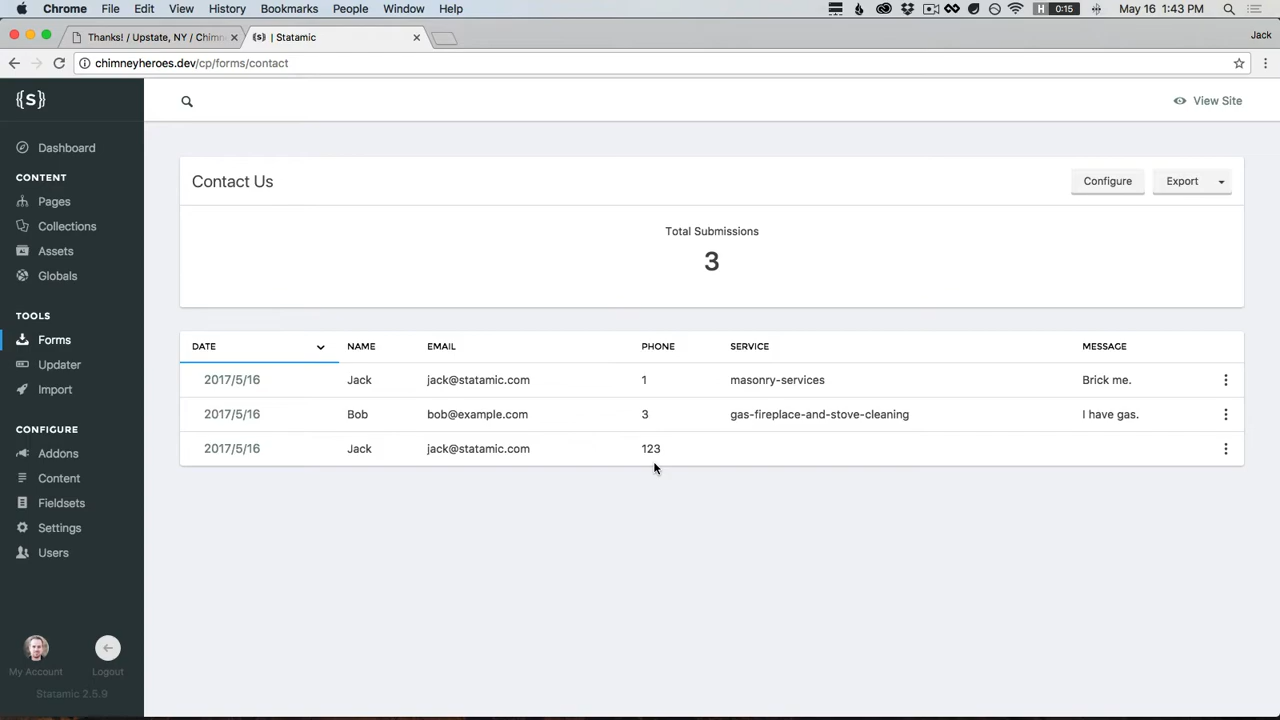 Chrome File Edit View History Bookmarks People Window Help H 0:15 May 16 1:43 PM
Thanks! / Upstate, NY / Chimn {s} | Statamic Jack
chimneyheroes.dev/cp/forms/contact
{{s}} View Site
Dashboard
CONTENT
Pages
Collections
Assets
Globals
TOOLS
Forms
Updater
Import
CONFIGURE
Addons
Content
Fieldsets
Settings
Users
My Account Logout
Statamic 2.5.9
Contact Us Configure Export
Total Submissions
3
DATE NAME EMAIL PHONE SERVICE MESSAGE
2017/5/16 Jack jack@statamic.com 1 masonry-services Brick me.
2017/5/16 Bob bob@example.com 3 gas-fireplace-and-stove-cleaning I have gas.
2017/5/16 Jack jack@statamic.com 123